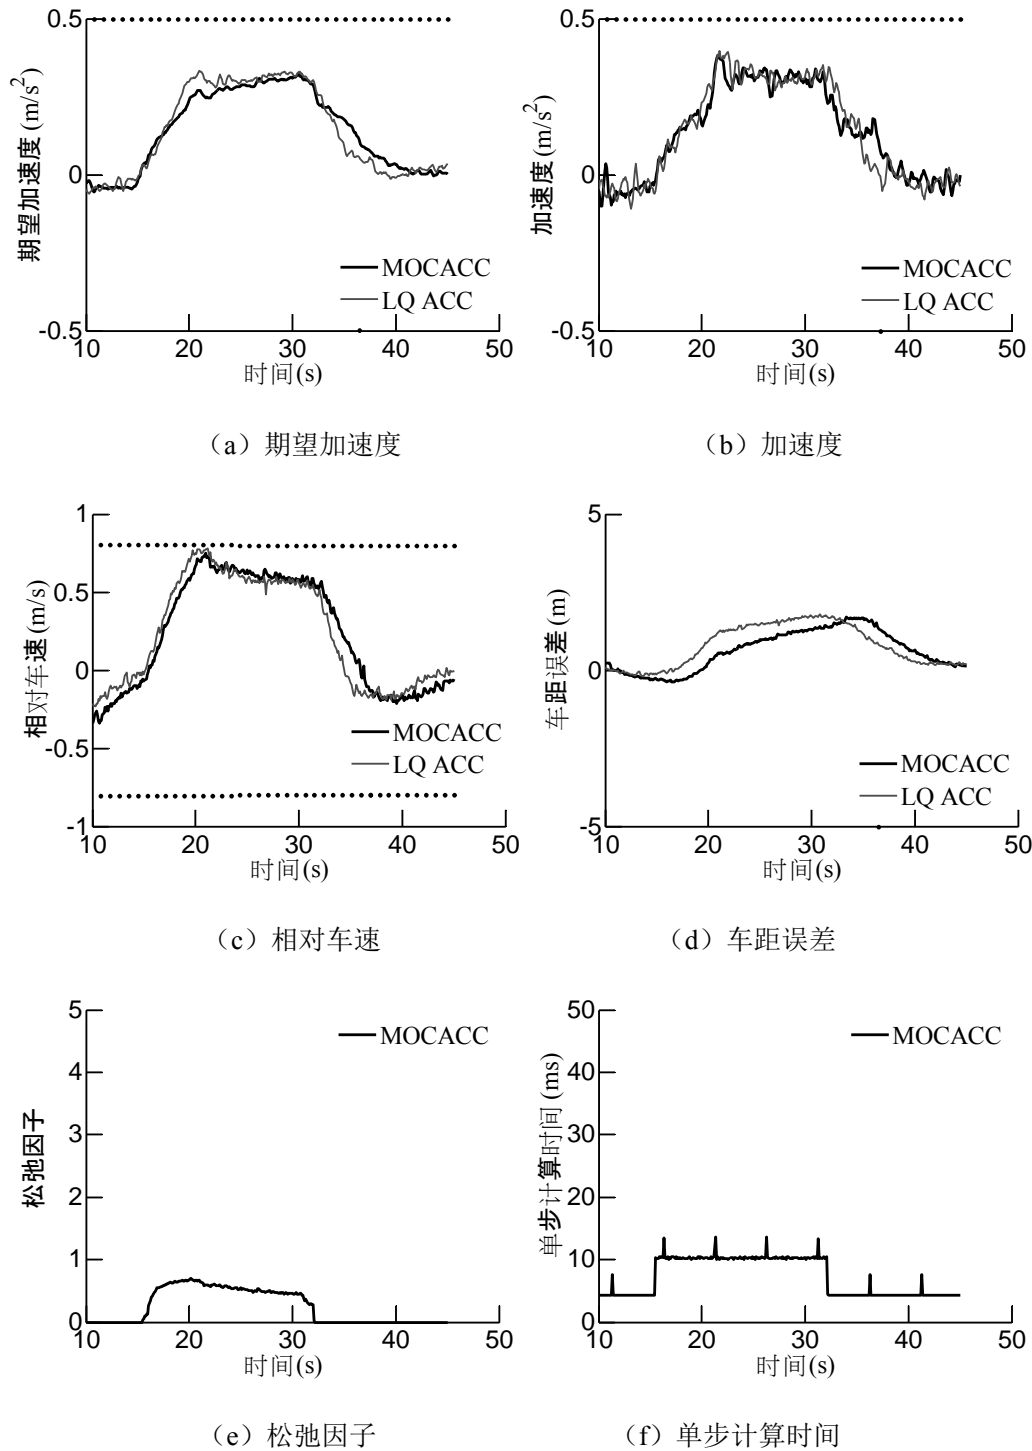 0.5
0
-0.5
期望加速度 (m/s²)
MOCACC
LQ ACC
10 20 30 40 50
时间(s)
(a)期望加速度
0.5
0
-0.5
加速度 (m/s²)
MOCACC
LQ ACC
10 20 30 40 50
时间(s)
(b)加速度
1
0.5
0
-0.5
-1
相对车速 (m/s)
MOCACC
LQ ACC
10 20 30 40 50
时间(s)
(c)相对车速
5
0
-5
车距误差 (m)
MOCACC
LQ ACC
10 20 30 40 50
时间(s)
(d)车距误差
5
4
3
2
1
0
松弛因子
MOCACC
10 20 30 40 50
时间(s)
(e)松弛因子
50
40
30
20
10
0
单步计算时间 (ms)
MOCACC
10 20 30 40 50
时间(s)
(f)单步计算时间